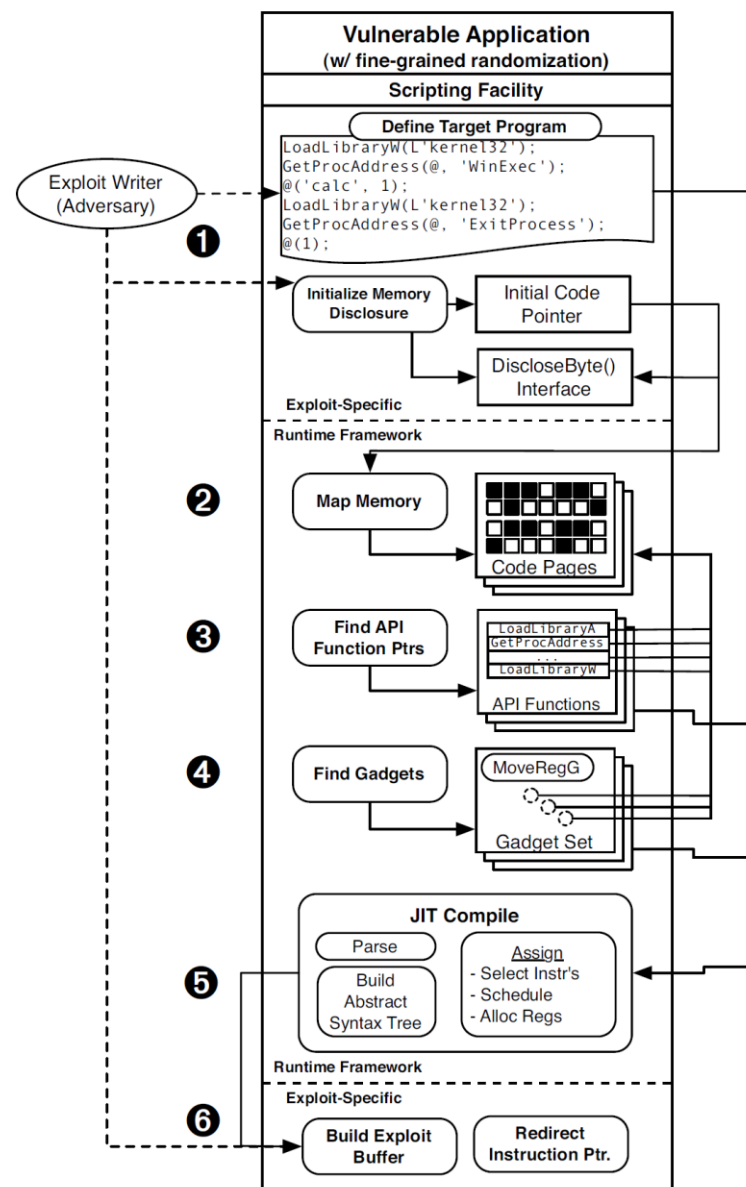 Vulnerable Application
(w/ fine-grained randomization)
Scripting Facility
Define Target Program
LoadLibraryW(L'kernel32');
GetProcAddress(@, 'WinExec');
@('calc', 1);
LoadLibraryW(L'kernel32');
GetProcAddress(@, 'ExitProcess');
@(1);
Exploit Writer
(Adversary)
❶
Initialize Memory
Disclosure
Initial Code
Pointer
DiscloseByte()
Interface
Exploit-Specific
Runtime Framework
❷
Map Memory
Code Pages
❸
Find API
Function Ptrs
LoadLibraryA
GetProcAddress
...
LoadLibraryW
API Functions
❹
Find Gadgets
MoveRegG
Gadget Set
❺
JIT Compile
Parse
Build
Abstract
Syntax Tree
Assign
- Select Instr's
- Schedule
- Alloc Regs
Runtime Framework
Exploit-Specific
❻
Build Exploit
Buffer
Redirect
Instruction Ptr.